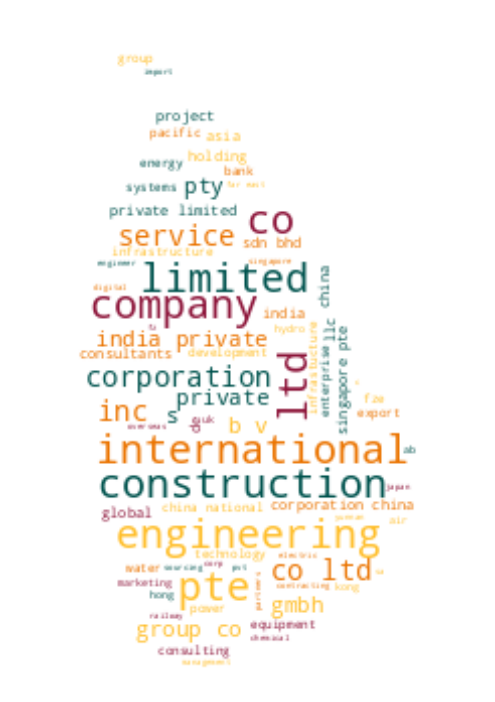 group
import
project
pacific asia
holding
energy bank
systems pty far east
private limited co
service sdn bhd
infrastructure
engineer singapore
limited china
digital
company india
hydro
india private llc
consultants development
infrastructure
enterprise
singapore pte
corporation
ltd
private fze
inc s export
uk
overseas b v
international ab
construction japan
china national corporation china
global
air
engineering
technology electric
water sourcing corp pvt co ltd
marketing pte contracting kong
hong partners
power gmbh
railway
group co equipment
chemical
consulting
management